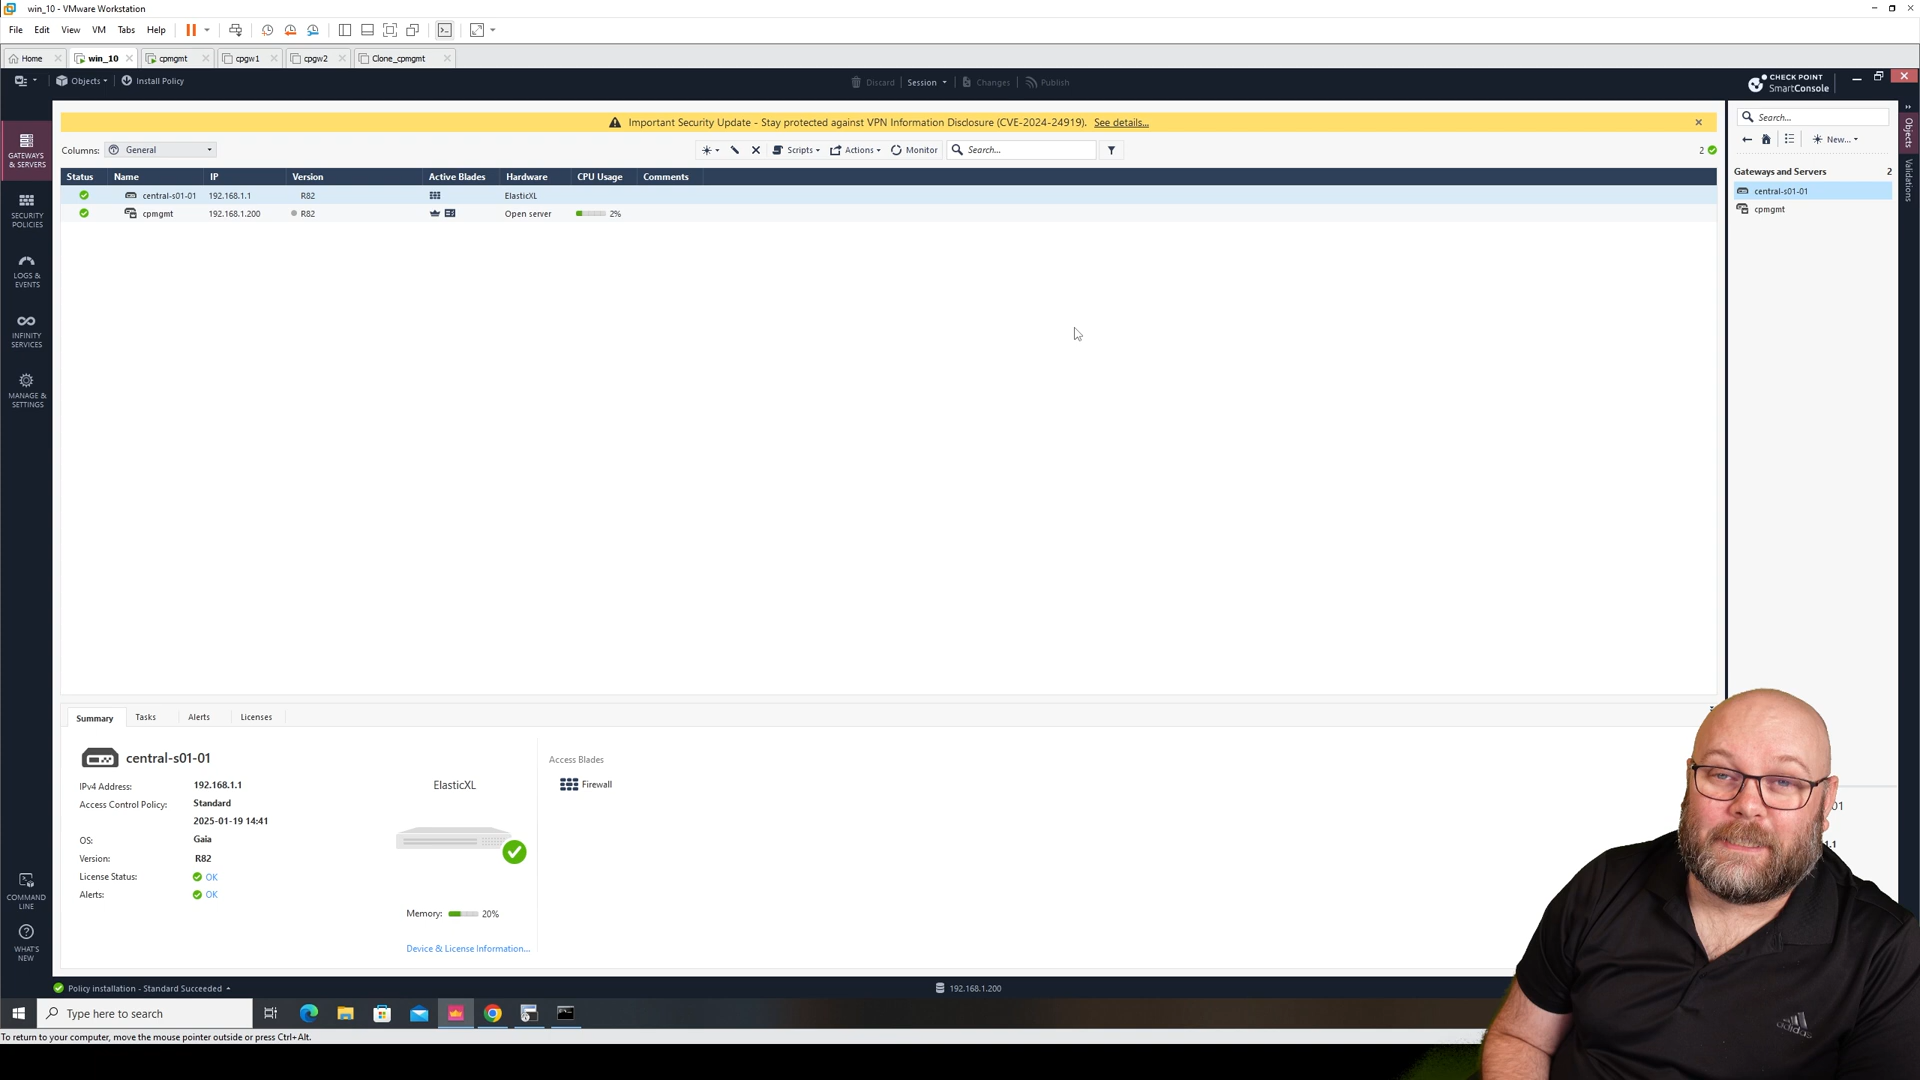 win_10 - VMware Workstation
File Edit View VM Tabs Help
Home win_10 cpmgmt cpgw1 cpgw2 Clone_cpmgmt
Objects Install Policy Discard Session Changes Publish CHECK POINT SmartConsole
Important Security Update - Stay protected against VPN Information Disclosure (CVE-2024-24919). See details...
Columns: General Scripts Actions Monitor Search... 2
Status Name IP Version Active Blades Hardware CPU Usage Comments
central-s01-01 192.168.1.1 R82 ElasticXL
cpmgmt 192.168.1.200 R82 Open server 2%
GATEWAYS & SERVERS
SECURITY POLICIES
LOGS & EVENTS
INFINITY SERVICES
MANAGE & SETTINGS
COMMAND LINE
WHAT'S NEW
Search...
New...
Gateways and Servers 2
central-s01-01
cpmgmt
Objects
Validations
Summary Tasks Alerts Licenses
central-s01-01
IPv4 Address: 192.168.1.1
Access Control Policy: Standard
2025-01-19 14:41
OS: Gaia
Version: R82
License Status: OK
Alerts: OK
ElasticXL
Memory: 20%
Device & License Information...
Access Blades
Firewall
01
.1
adidas
Policy installation - Standard Succeeded 192.168.1.200
Type here to search
To return to your computer, move the mouse pointer outside or press Ctrl+Alt.